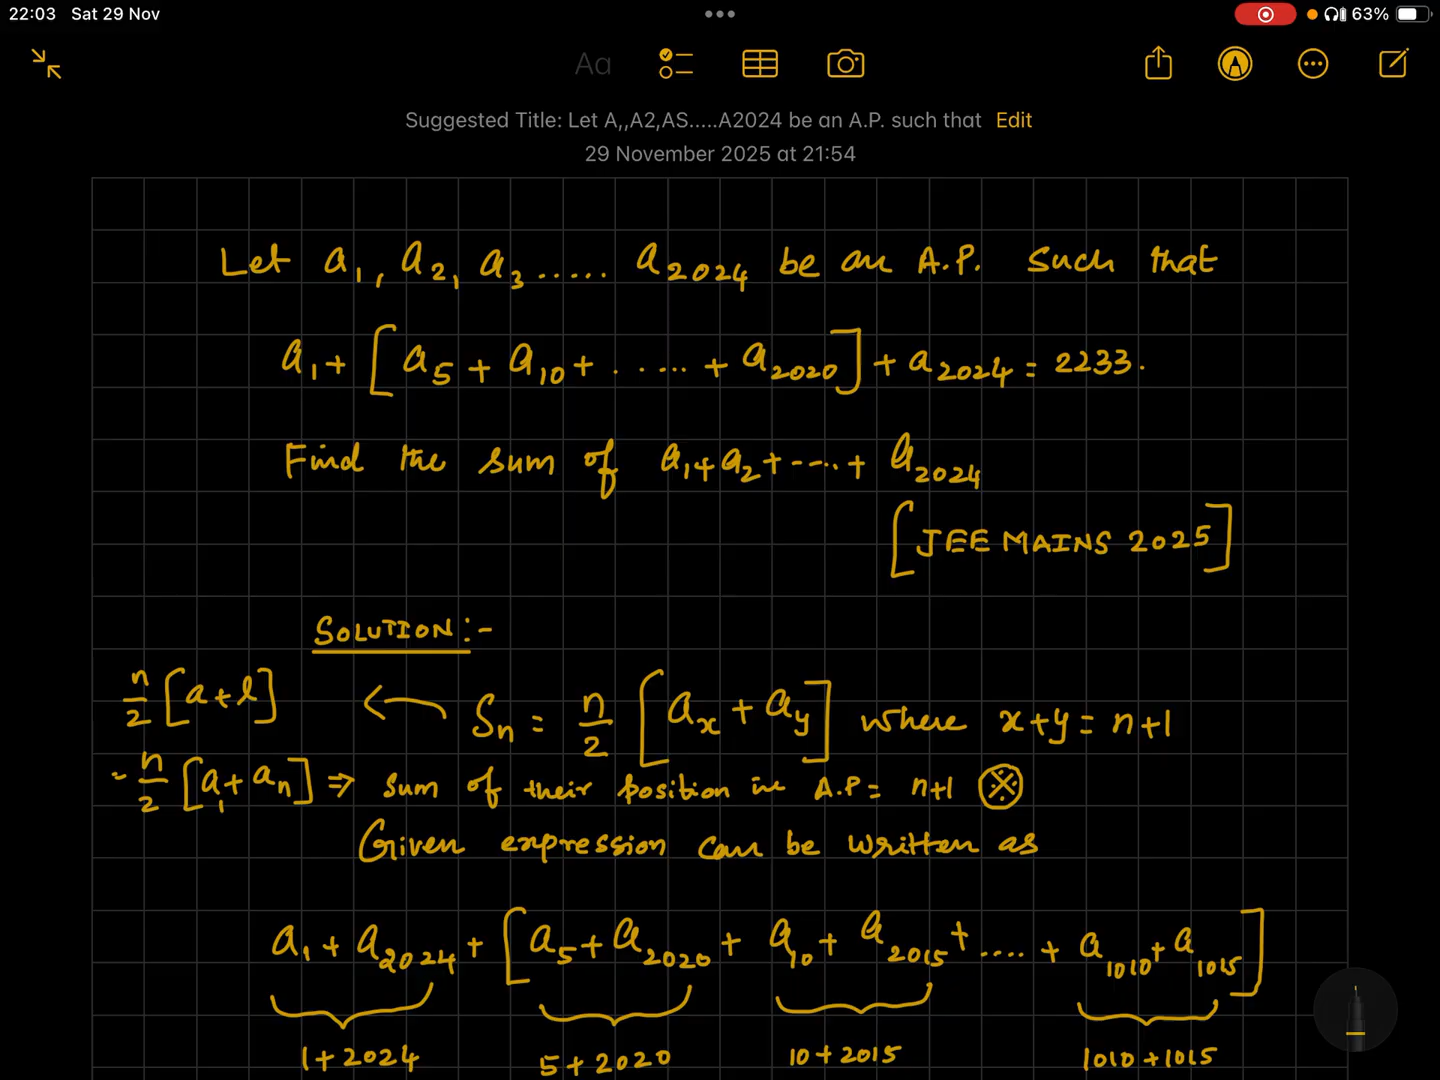 22:03 Sat 29 Nov
63%
Aa
Suggested Title: Let A,,A2,AS.....A2024 be an A.P. such that Edit
29 November 2025 at 21:54
Let a₁, a₂, a₃ ..... a₂₀₂₄ be an A.P. such that
a₁ + [a₅ + a₁₀ + ...... + a₂₀₂₀] + a₂₀₂₄ = 2233.
Find the sum of a₁ + a₂ + ---.. + a₂₀₂₄
[JEE MAINS 2025]
SOLUTION:-
n/2 [a+l] ← Sₙ = n/2 [aₓ + a_y] where x+y = n+1
= n/2 [a₁ + aₙ] ⇒ sum of their position in A.P = n+1 ※
Given expression can be written as
a₁ + a₂₀₂₄ + [a₅ + a₂₀₂₀ + a₁₀ + a₂₀₁₅ + .... + a₁₀₁₀ + a₁₀₁₅]
1+2024 5+2020 10+2015 1010+1015